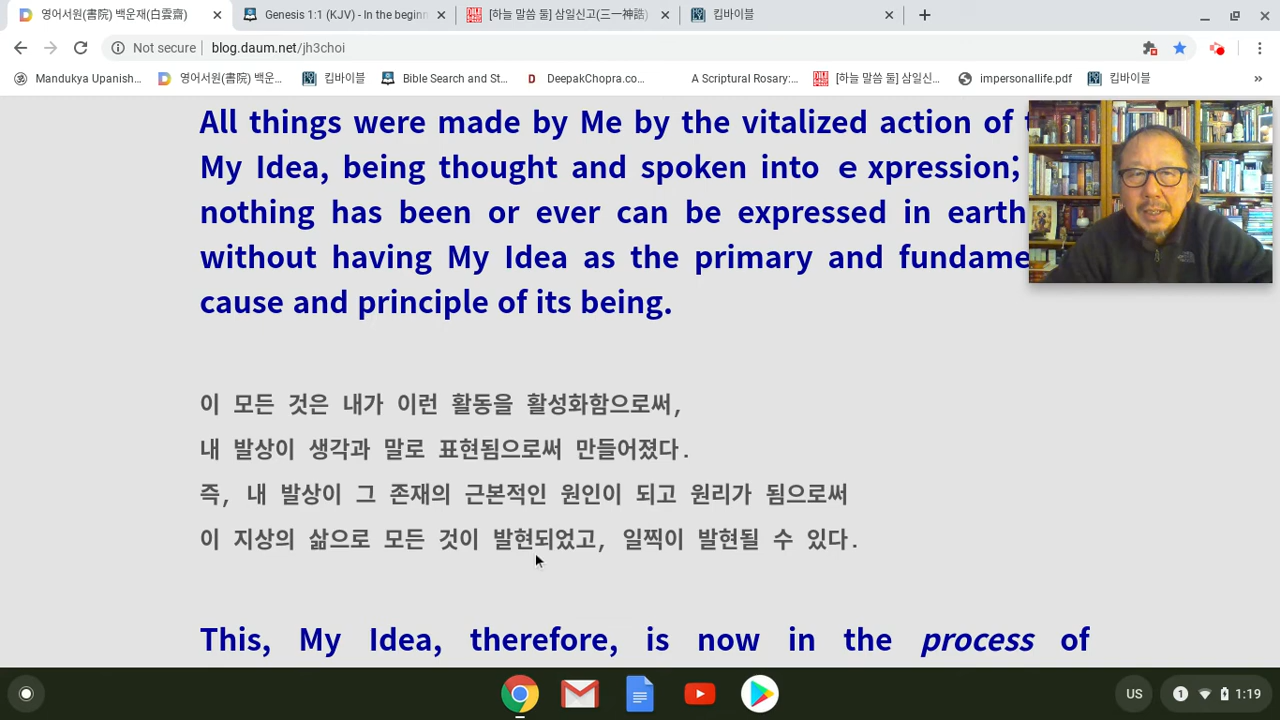 영어서원(書院) 백운재(白雲齋)
Genesis 1:1 (KJV) - In the beginn
[하늘 말씀 둘] 삼일신고(三一神誥)
킹바이블
Not secure
blog.daum.net/jh3choi
Mandukya Upanish...
영어서원(書院) 백운...
킹바이블
Bible Search and St...
DeepakChopra.co...
A Scriptural Rosary:...
[하늘 말씀 둘] 삼일신...
impersonallife.pdf
킹바이블
»
All things were made by Me by the vitalized action of
My Idea, being thought and spoken into ｅxpression;
nothing has been or ever can be expressed in earth
without having My Idea as the primary and fundame
cause and principle of its being.
이 모든 것은 내가 이런 활동을 활성화함으로써,
내 발상이 생각과 말로 표현됨으로써 만들어졌다.
즉, 내 발상이 그 존재의 근본적인 원인이 되고 원리가 됨으로써
이 지상의 삶으로 모든 것이 발현되었고, 일찍이 발현될 수 있다.
This, My Idea, therefore, is now in the process of
US
1
1:19